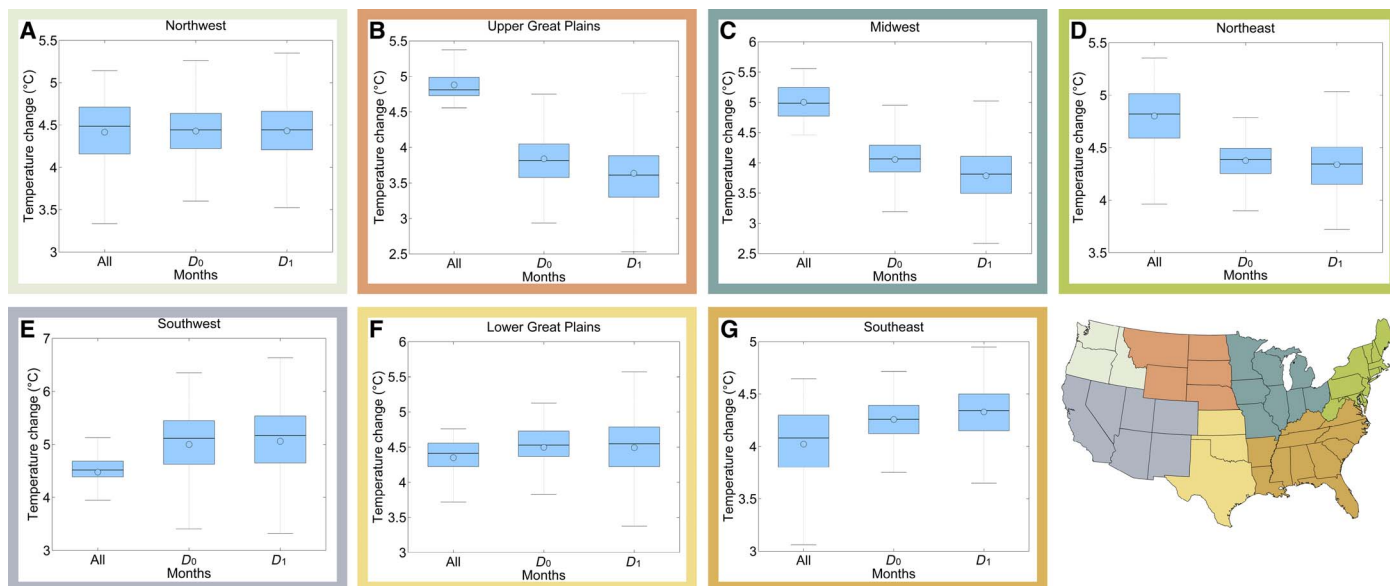 A
Northwest
Temperature change (°C)
5.5
5
4.5
4
3.5
3
All
D0
D1
Months
B
Upper Great Plains
Temperature change (°C)
5.5
5
4.5
4
3.5
3
2.5
All
D0
D1
Months
C
Midwest
Temperature change (°C)
6
5.5
5
4.5
4
3.5
3
2.5
All
D0
D1
Months
D
Northeast
Temperature change (°C)
5.5
5
4.5
4
3.5
All
D0
D1
Months
E
Southwest
Temperature change (°C)
7
6
5
4
3
All
D0
D1
Months
F
Lower Great Plains
Temperature change (°C)
6
5.5
5
4.5
4
3.5
3
All
D0
D1
Months
G
Southeast
Temperature change (°C)
5
4.5
4
3.5
3
All
D0
D1
Months